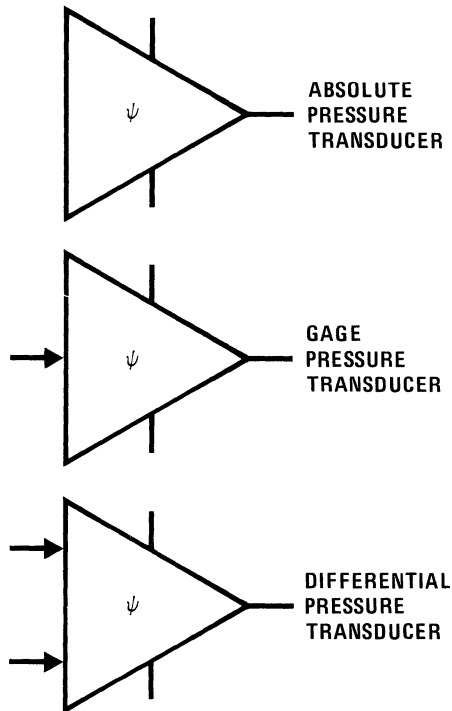 ψ
ABSOLUTE
PRESSURE
TRANSDUCER
ψ
GAGE
PRESSURE
TRANSDUCER
ψ
DIFFERENTIAL
PRESSURE
TRANSDUCER